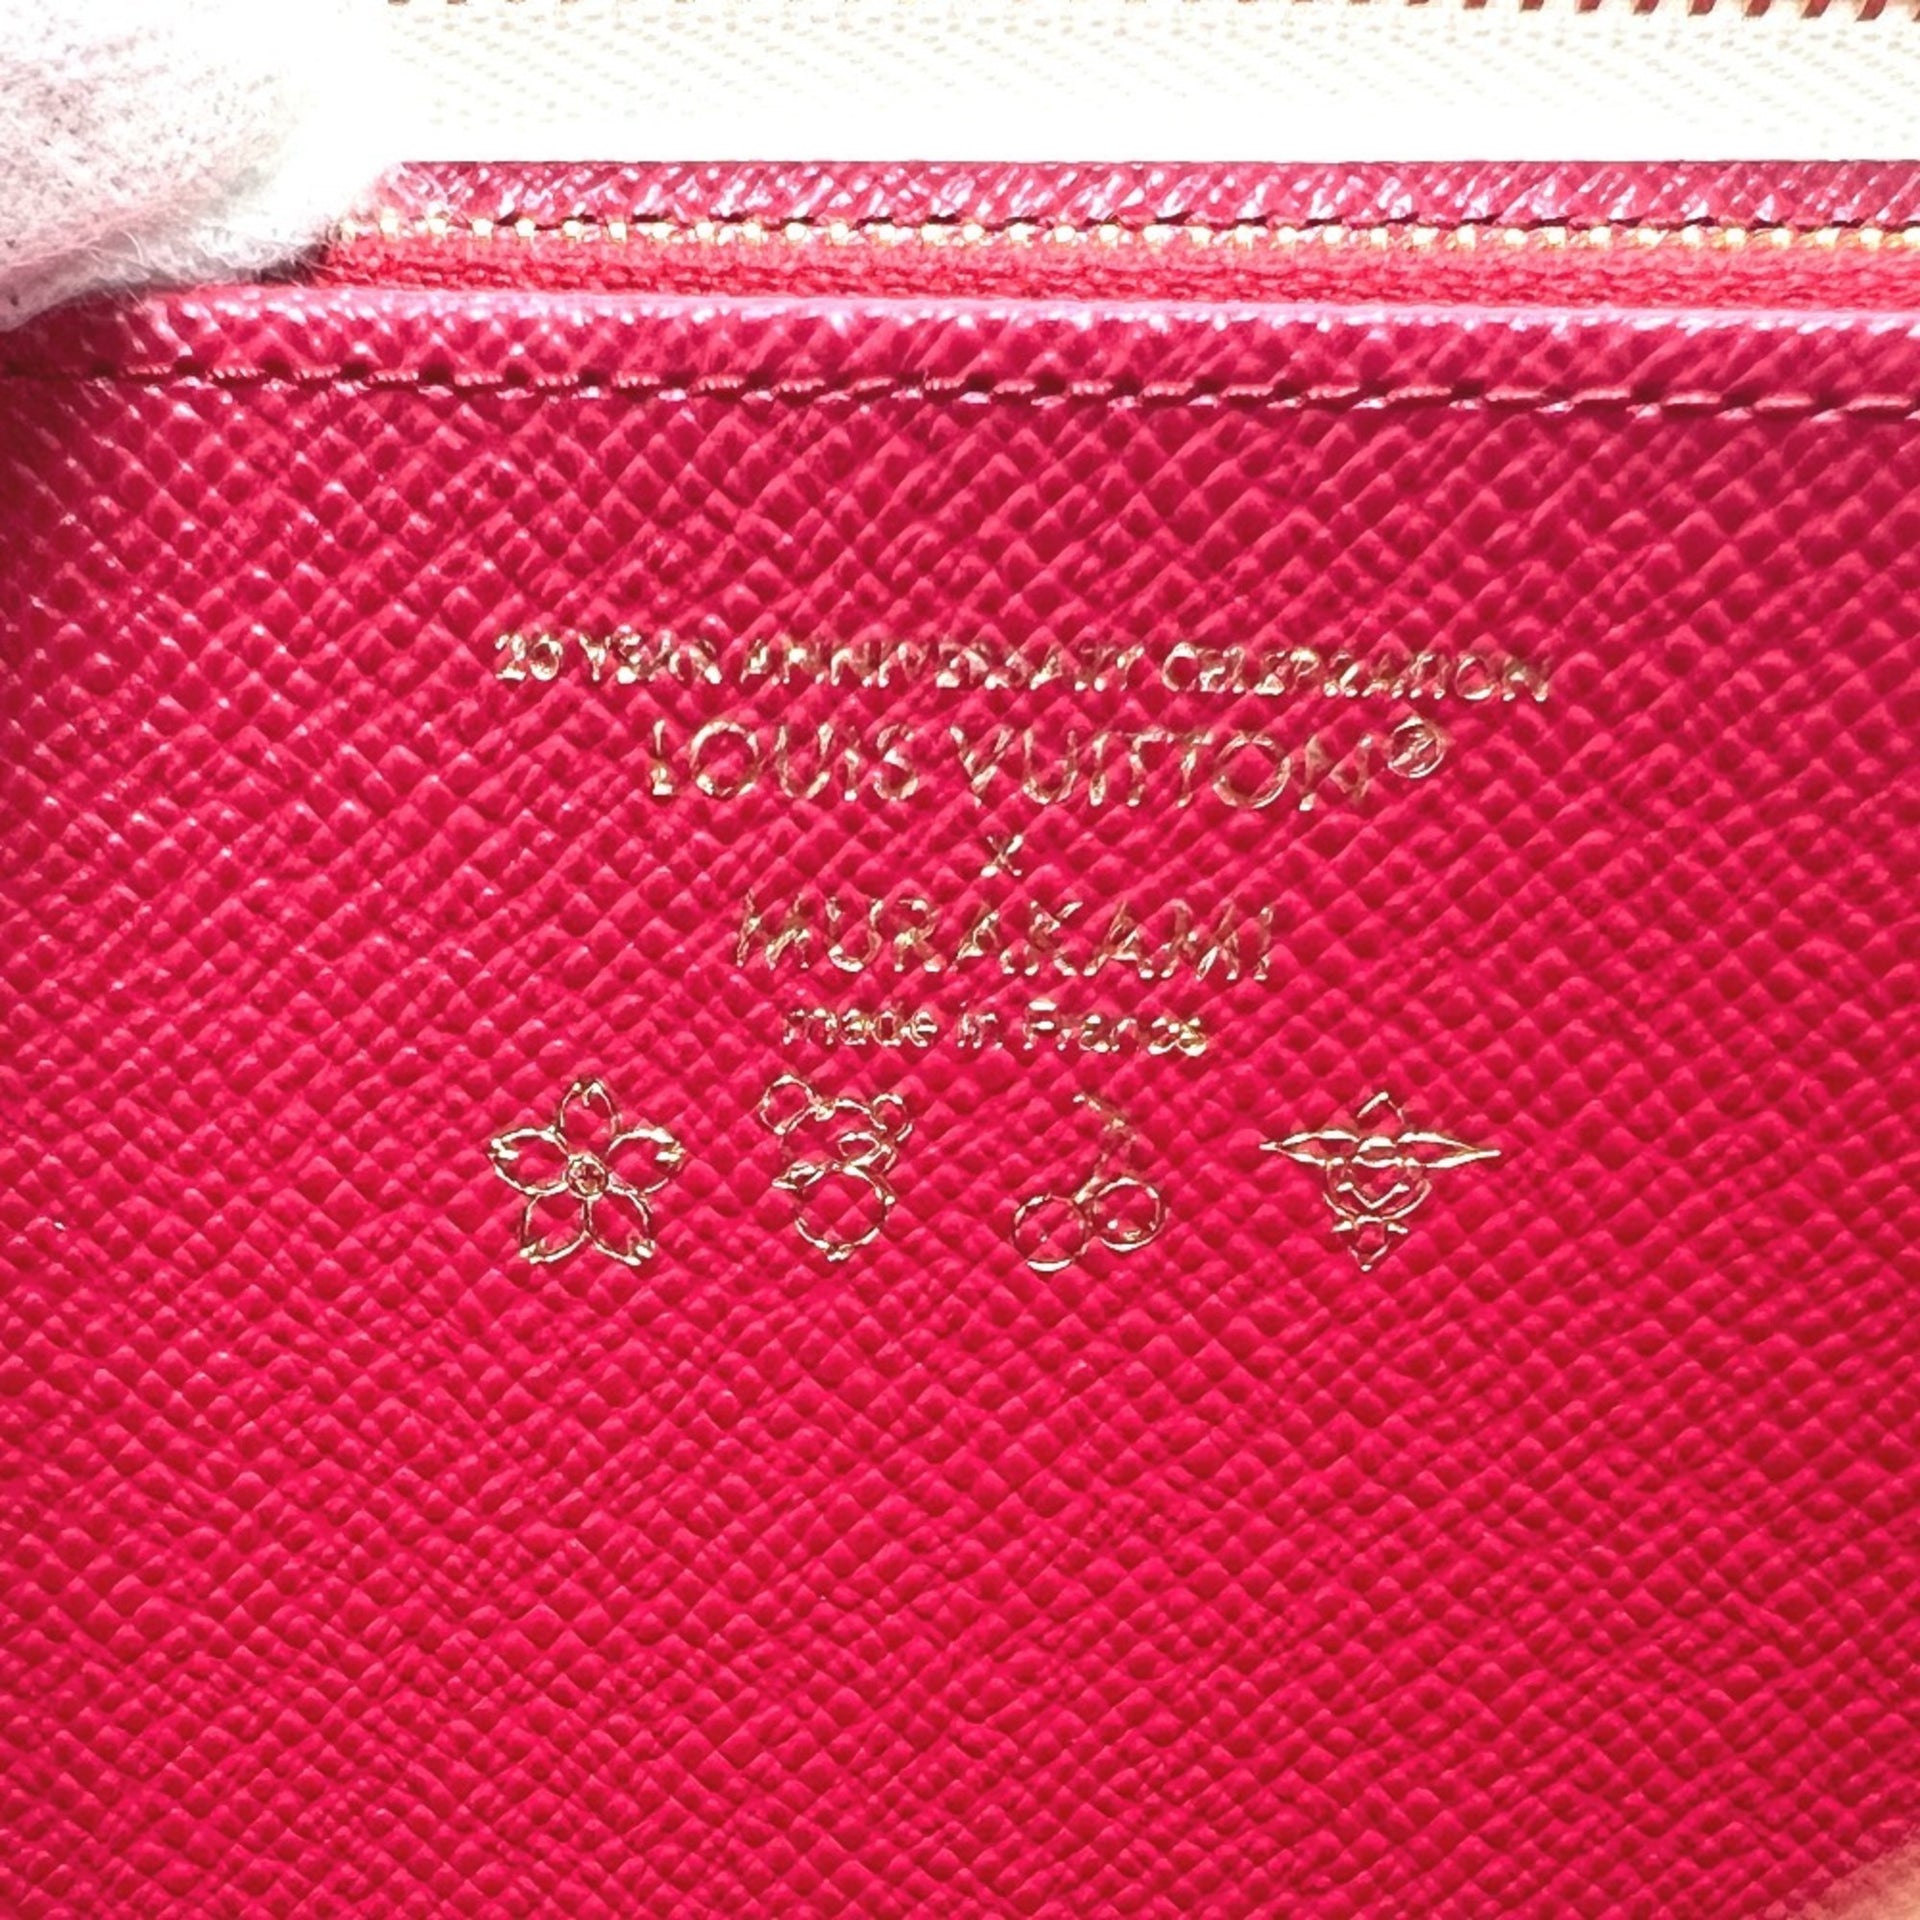 20 YEAR ANNIVERSARY CELEBRATION
LOUIS VUITTON®
x
MURAKAMI
made in France